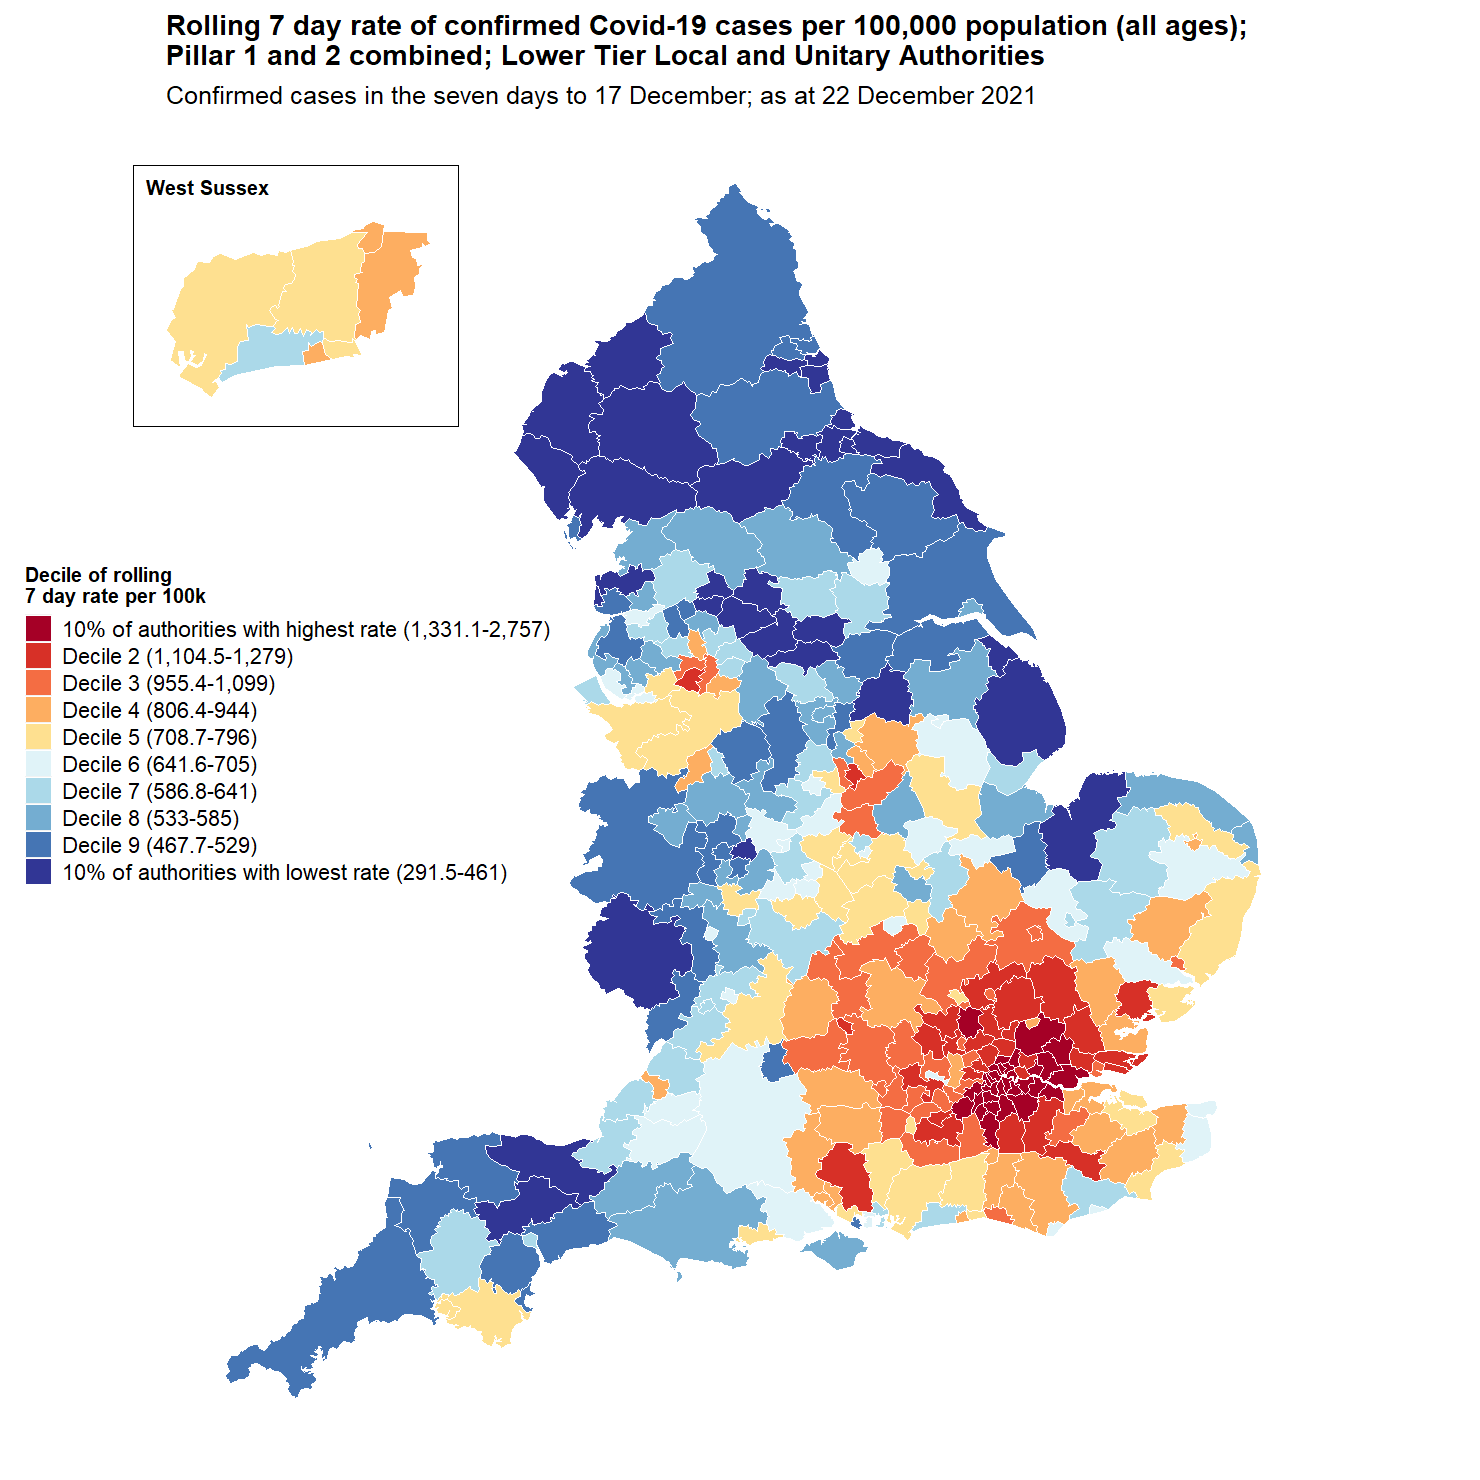 Rolling 7 day rate of confirmed Covid-19 cases per 100,000 population (all ages);
Pillar 1 and 2 combined; Lower Tier Local and Unitary Authorities
Confirmed cases in the seven days to 17 December; as at 22 December 2021
West Sussex
Decile of rolling
7 day rate per 100k
10% of authorities with highest rate (1,331.1-2,757)
Decile 2 (1,104.5-1,279)
Decile 3 (955.4-1,099)
Decile 4 (806.4-944)
Decile 5 (708.7-796)
Decile 6 (641.6-705)
Decile 7 (586.8-641)
Decile 8 (533-585)
Decile 9 (467.7-529)
10% of authorities with lowest rate (291.5-461)